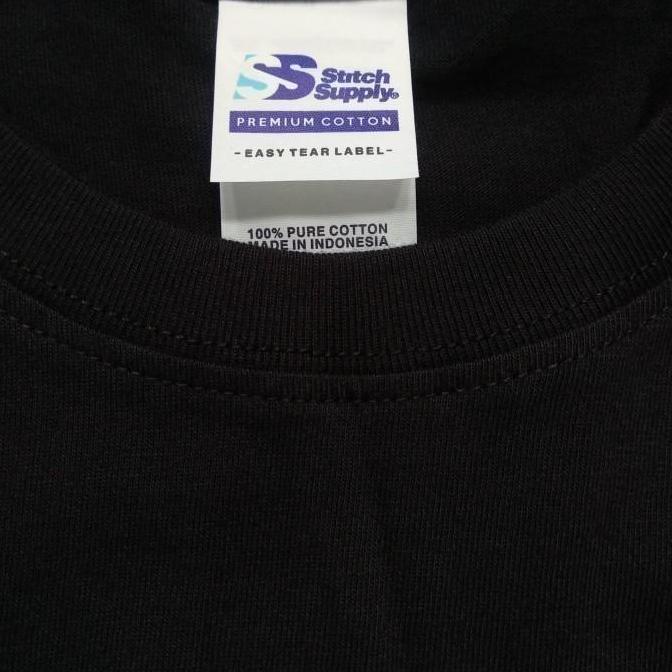 SS Stitch
Supply®
PREMIUM COTTON
-EASY TEAR LABEL-
100% PURE COTTON
MADE IN INDONESIA